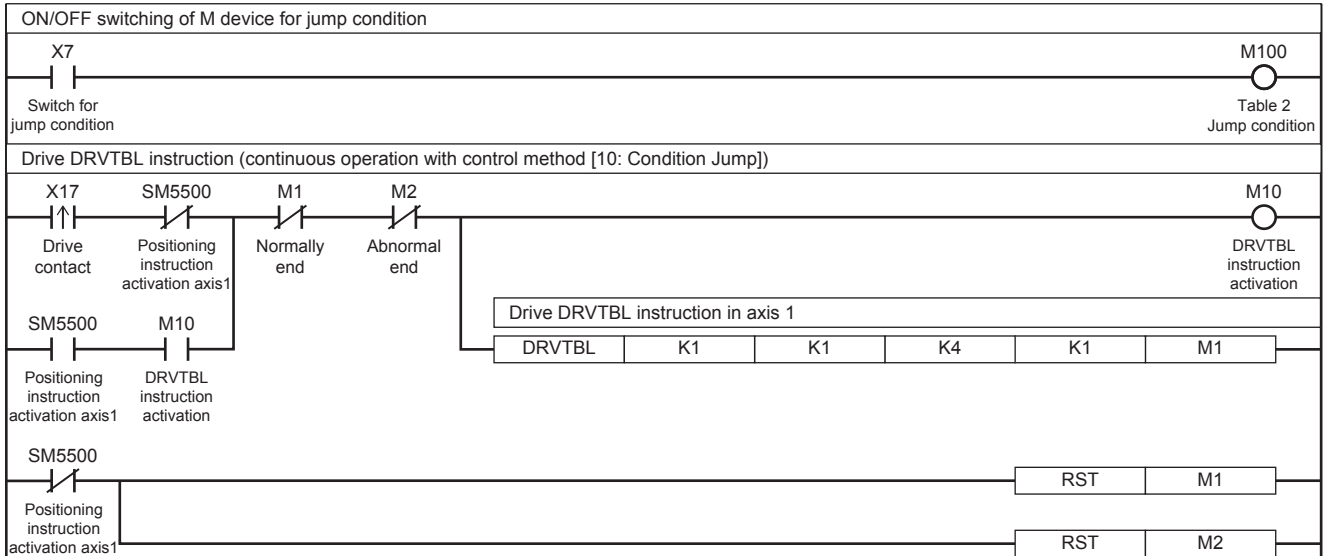 ON/OFF switching of M device for jump condition
X7
M100
Switch for
jump condition
Table 2
Jump condition
Drive DRVTBL instruction (continuous operation with control method [10: Condition Jump])
X17
SM5500
M1
M2
M10
Drive
contact
Positioning
instruction
activation axis1
Normally
end
Abnormal
end
DRVTBL
instruction
activation
SM5500
M10
Drive DRVTBL instruction in axis 1
DRVTBL K1 K1 K4 K1 M1
Positioning
instruction
activation axis1
DRVTBL
instruction
activation
SM5500
RST M1
Positioning
instruction
activation axis1
RST M2